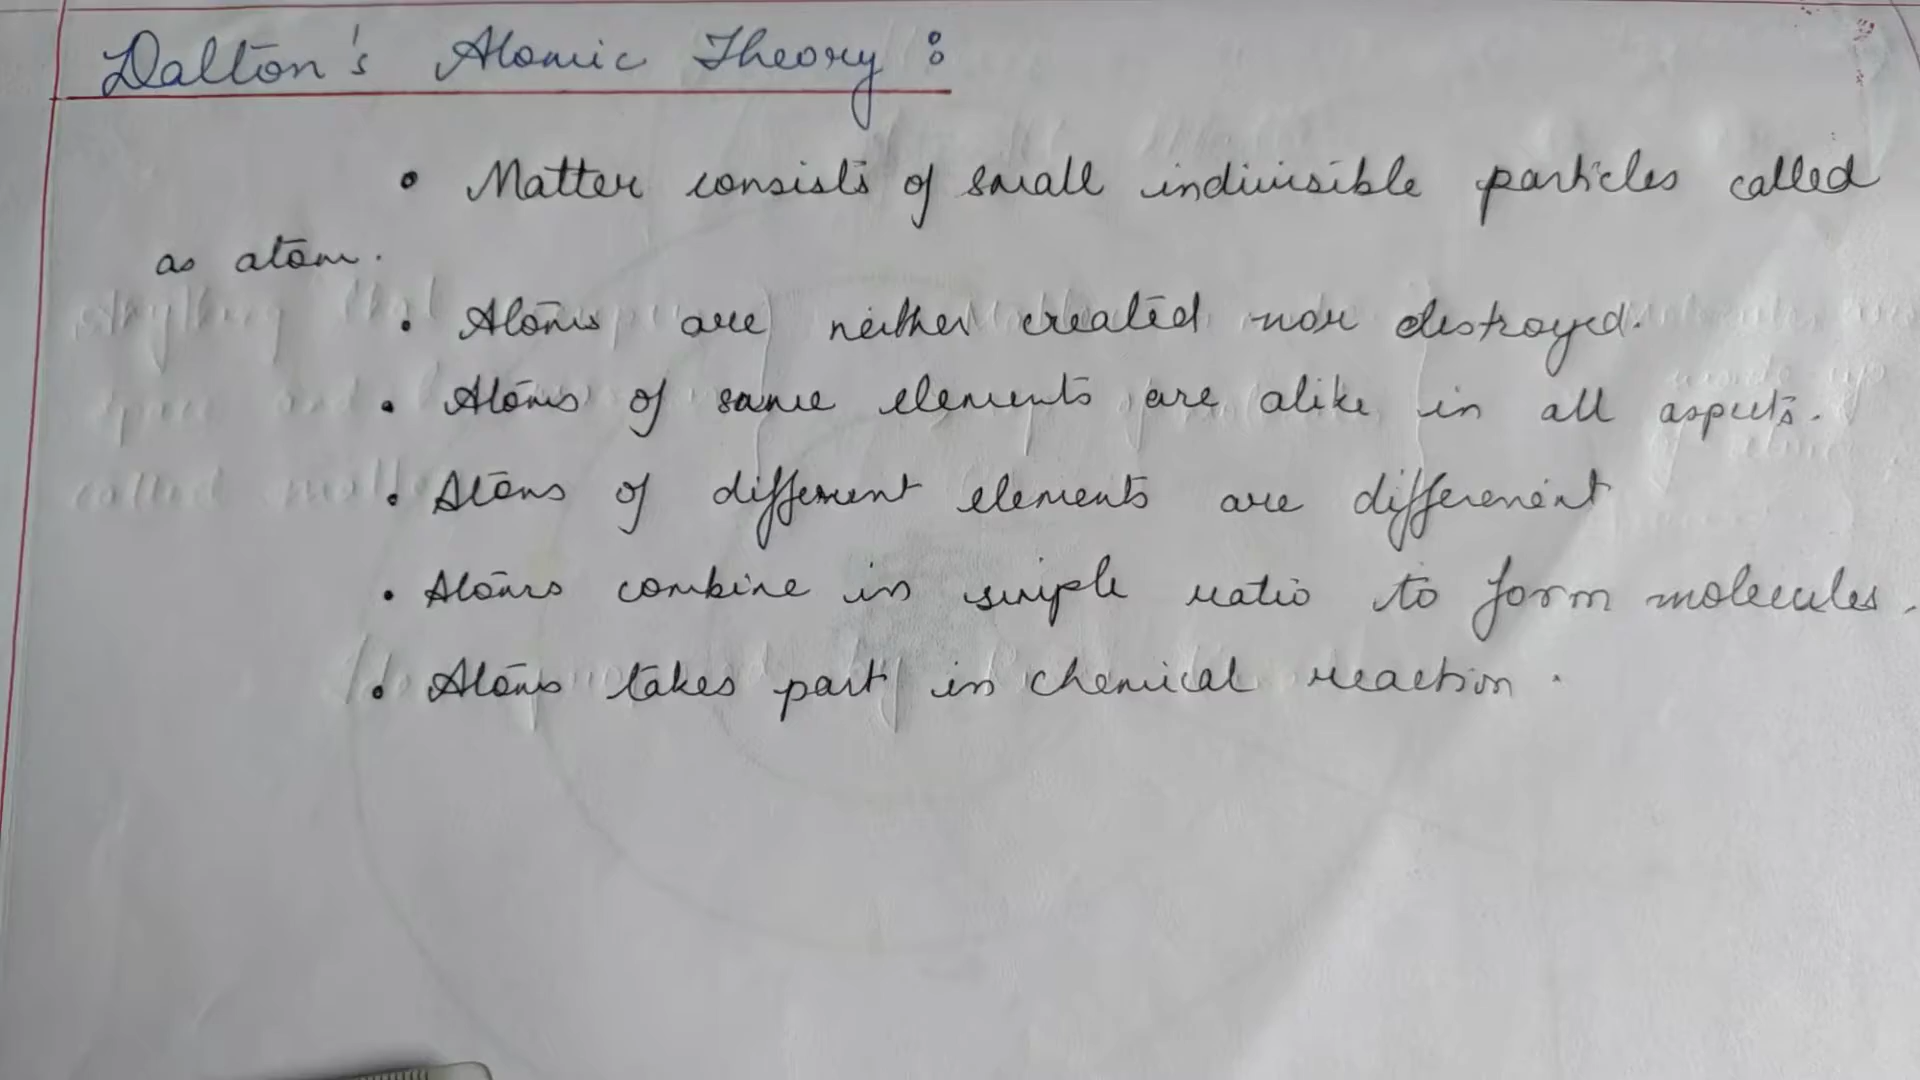 Dalton's Atomic Theory :
• Matter consists of small indivisible particles called
as atom.
• Atoms are neither created nor destroyed.
• Atoms of same elements are alike in all aspects.
• Atoms of different elements are differenent
• Atoms combine in simple ratio to form molecules.
• Atoms takes part in chemical reaction.